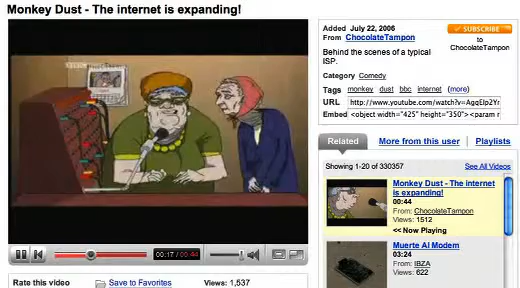 Monkey Dust - The internet is expanding!
00:17 / 00:44
Rate this video
Save to Favorites
Views: 1,537
Added July 22, 2006
From ChocolateTampon
SUBSCRIBE
to
ChocolateTampon
Behind the scenes of a typical
ISP.
Category Comedy
Tags monkey dust bbc internet (more)
URL http://www.youtube.com/watch?v=AgqEIp2Yr
Embed <object width="425" height="350"><param r
Related
More from this user
Playlists
Showing 1-20 of 330357
See All Videos
Monkey Dust - The internet
is expanding!
00:44
From: ChocolateTampon
Views: 1512
<< Now Playing
Muerte Al Modem
03:24
From: IBZA
Views: 622